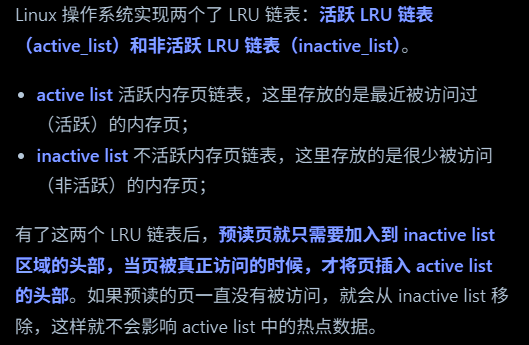 Linux 操作系统实现两个了 LRU 链表：活跃 LRU 链表
（active_list）和非活跃 LRU 链表（inactive_list）。
• active list 活跃内存页链表，这里存放的是最近被访问过
（活跃）的内存页；
• inactive list 不活跃内存页链表，这里存放的是很少被访问
（非活跃）的内存页；
有了这两个 LRU 链表后，预读页就只需要加入到 inactive list
区域的头部，当页被真正访问的时候，才将页插入 active list
的头部。如果预读的页一直没有被访问，就会从 inactive list 移
除，这样就不会影响 active list 中的热点数据。